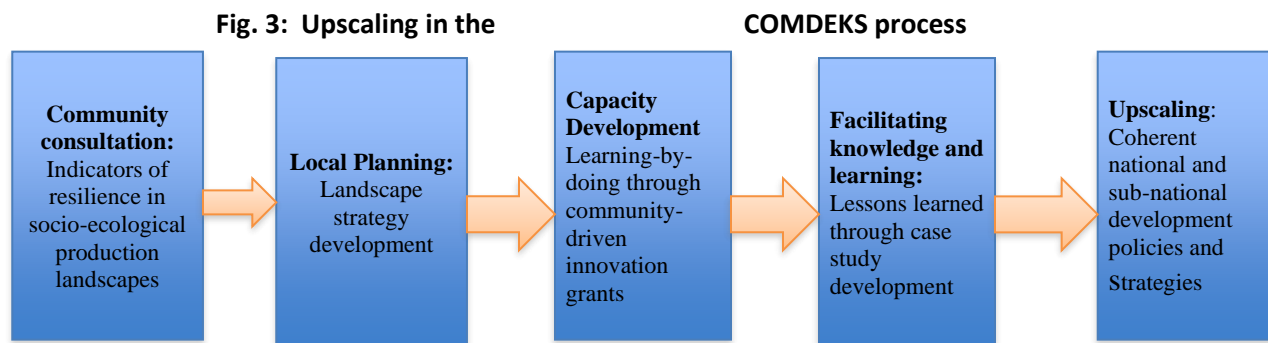 Fig. 3: Upscaling in the COMDEKS process
Community
consultation:
Indicators of
resilience in
socio-ecological
production
landscapes
Local Planning:
Landscape
strategy
development
Capacity
Development
Learning-by-
doing through
community-
driven
innovation
grants
Facilitating
knowledge and
learning:
Lessons learned
through case
study
development
Upscaling:
Coherent
national and
sub-national
development
policies and
Strategies